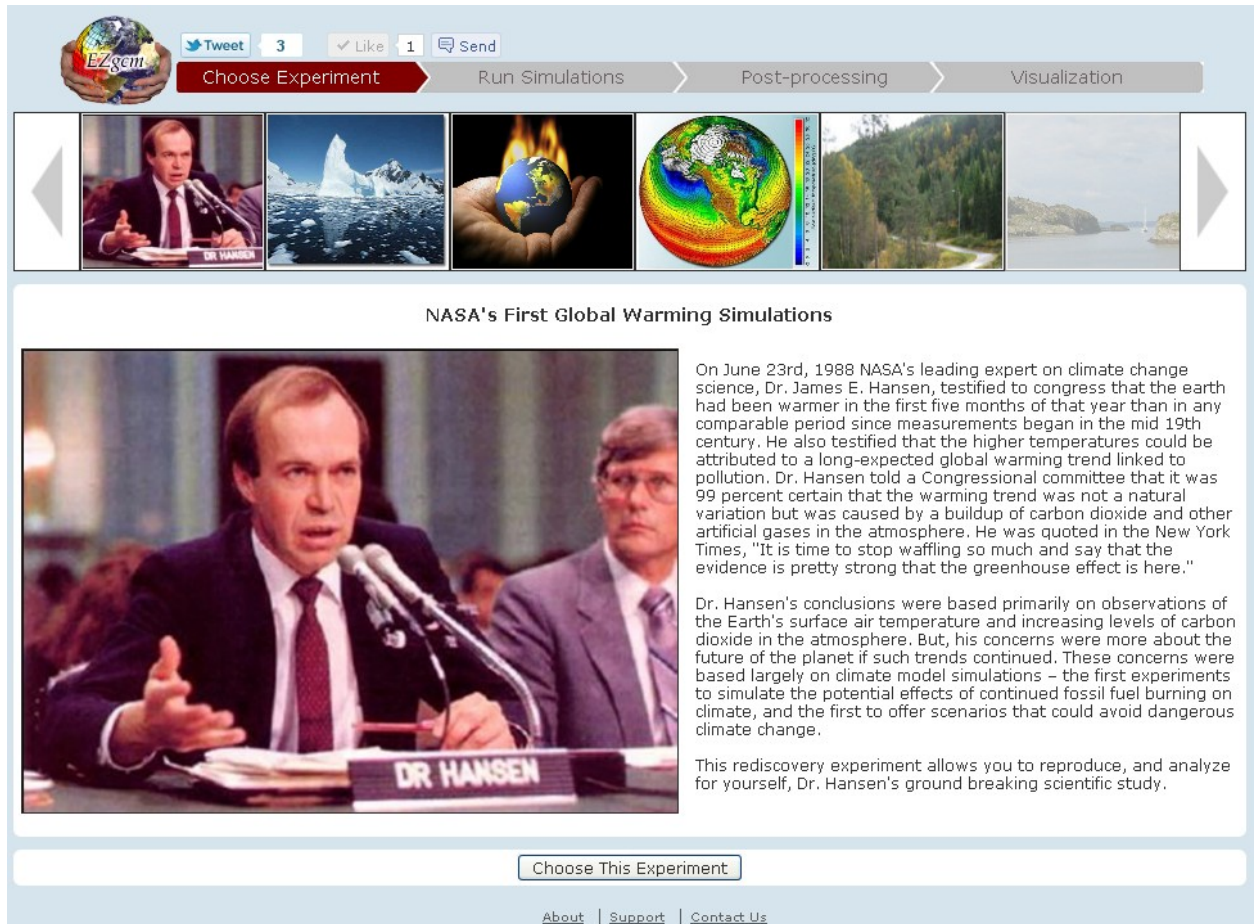 EZgcm
Tweet 3 Like 1 Send
Choose Experiment Run Simulations Post-processing Visualization
DR HANSEN
NASA's First Global Warming Simulations
On June 23rd, 1988 NASA's leading expert on climate change
science, Dr. James E. Hansen, testified to congress that the earth
had been warmer in the first five months of that year than in any
comparable period since measurements began in the mid 19th
century. He also testified that the higher temperatures could be
attributed to a long-expected global warming trend linked to
pollution. Dr. Hansen told a Congressional committee that it was
99 percent certain that the warming trend was not a natural
variation but was caused by a buildup of carbon dioxide and other
artificial gases in the atmosphere. He was quoted in the New York
Times, "It is time to stop waffling so much and say that the
evidence is pretty strong that the greenhouse effect is here."
Dr. Hansen's conclusions were based primarily on observations of
the Earth's surface air temperature and increasing levels of carbon
dioxide in the atmosphere. But, his concerns were more about the
future of the planet if such trends continued. These concerns were
based largely on climate model simulations – the first experiments
to simulate the potential effects of continued fossil fuel burning on
climate, and the first to offer scenarios that could avoid dangerous
climate change.
This rediscovery experiment allows you to reproduce, and analyze
for yourself, Dr. Hansen's ground breaking scientific study.
DR HANSEN
Choose This Experiment
About | Support | Contact Us